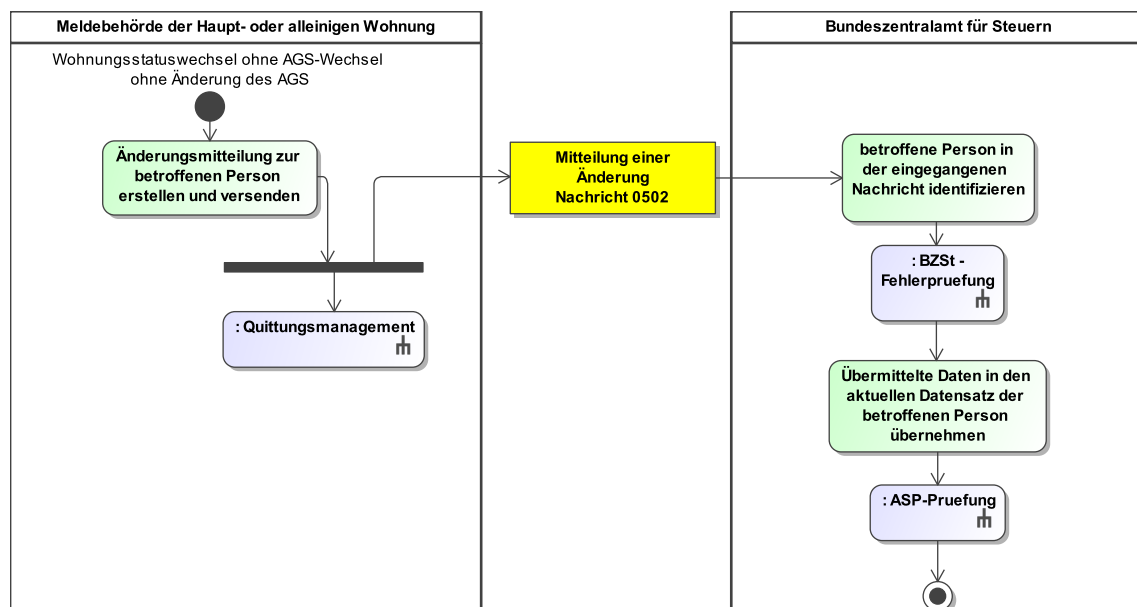 Meldebehörde der Haupt- oder alleinigen Wohnung
Wohnungsstatuswechsel ohne AGS-Wechsel
ohne Änderung des AGS
Änderungsmitteilung zur
betroffenen Person
erstellen und versenden
: Quittungsmanagement
Mitteilung einer
Änderung
Nachricht 0502
Bundeszentralamt für Steuern
betroffene Person in
der eingegangenen
Nachricht identifizieren
: BZSt -
Fehlerpruefung
Übermittelte Daten in den
aktuellen Datensatz der
betroffenen Person
übernehmen
: ASP-Pruefung